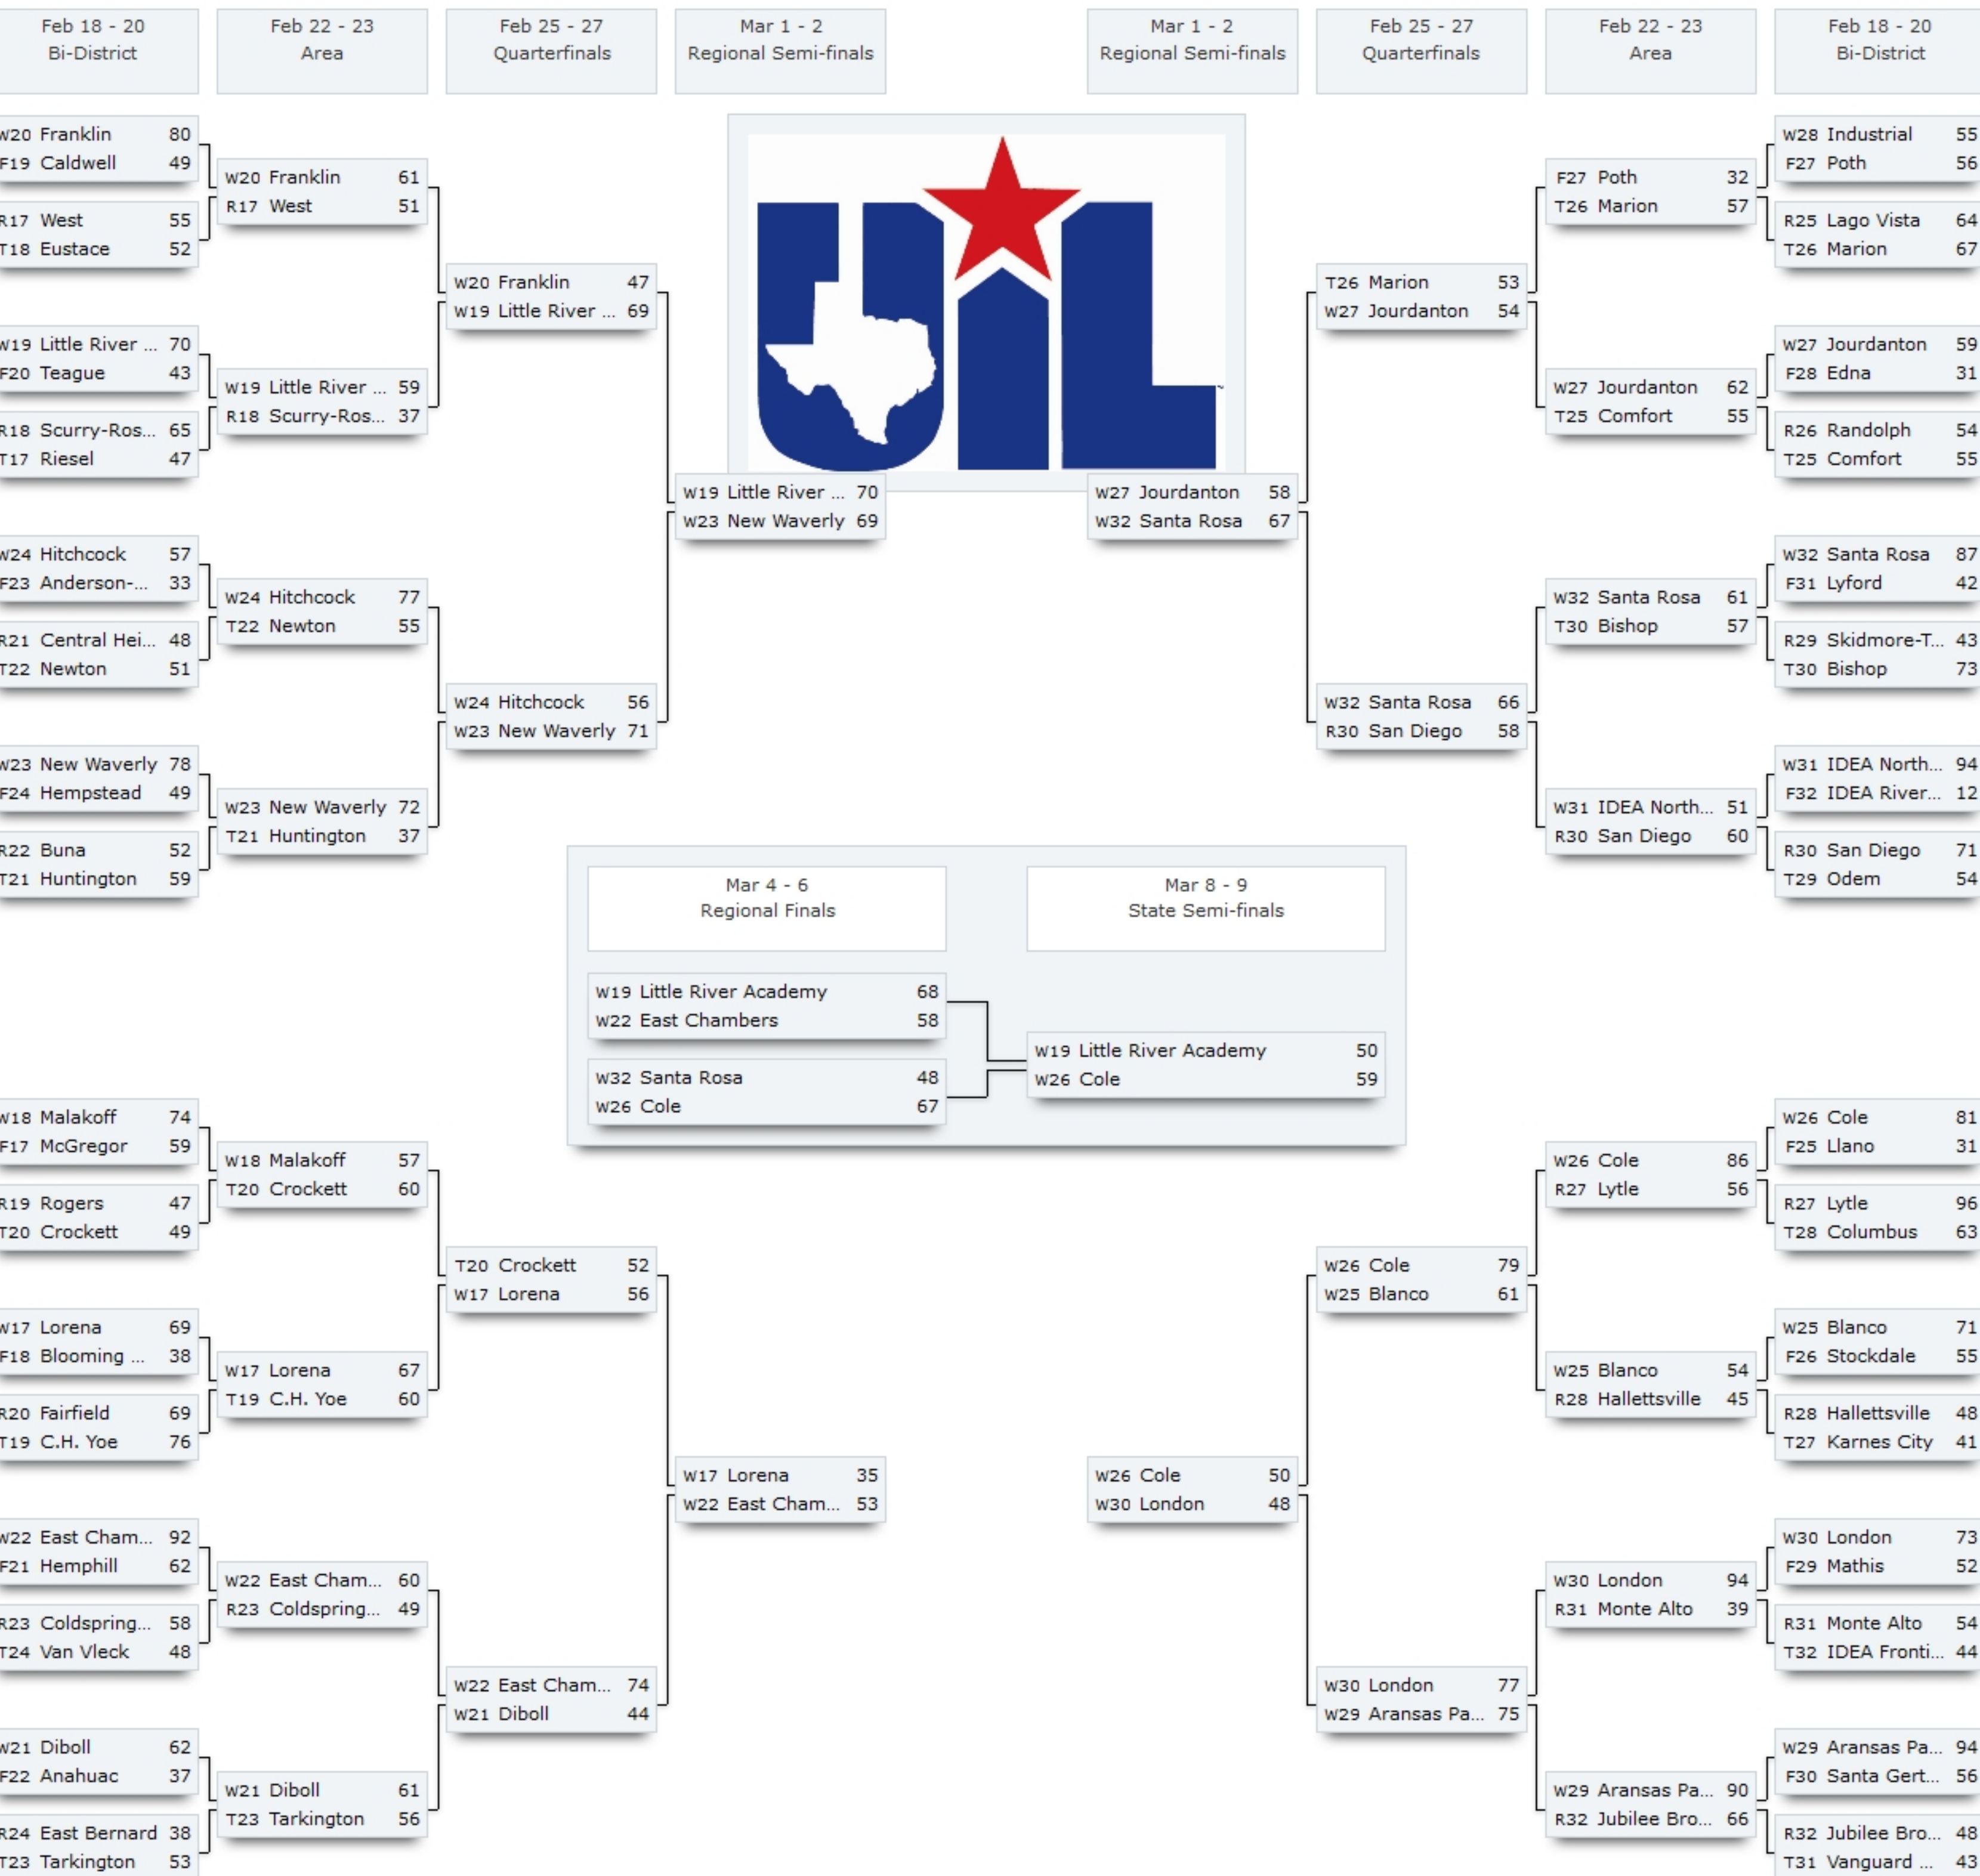 Feb 18 - 20
Bi-District
Feb 22 - 23
Area
Feb 25 - 27
Quarterfinals
Mar 1 - 2
Regional Semi-finals
Mar 1 - 2
Regional Semi-finals
Feb 25 - 27
Quarterfinals
Feb 22 - 23
Area
Feb 18 - 20
Bi-District
W20 Franklin 80
F19 Caldwell 49
R17 West 55
T18 Eustace 52
W19 Little River ... 70
F20 Teague 43
R18 Scurry-Ros... 65
T17 Riesel 47
W24 Hitchcock 57
F23 Anderson-... 33
R21 Central Hei... 48
T22 Newton 51
W23 New Waverly 78
F24 Hempstead 49
R22 Buna 52
T21 Huntington 59
W20 Franklin 61
R17 West 51
W19 Little River ... 59
R18 Scurry-Ros... 37
W24 Hitchcock 77
T22 Newton 55
W23 New Waverly 72
T21 Huntington 37
W20 Franklin 47
W19 Little River ... 69
W24 Hitchcock 56
W23 New Waverly 71
W19 Little River ... 70
W23 New Waverly 69
UIL
W27 Jourdanton 58
W32 Santa Rosa 67
T26 Marion 53
W27 Jourdanton 54
W32 Santa Rosa 66
R30 San Diego 58
F27 Poth 32
T26 Marion 57
W27 Jourdanton 62
T25 Comfort 55
W32 Santa Rosa 61
T30 Bishop 57
W31 IDEA North... 51
R30 San Diego 60
W28 Industrial 55
F27 Poth 56
R25 Lago Vista 64
T26 Marion 67
W27 Jourdanton 59
F28 Edna 31
R26 Randolph 54
T25 Comfort 55
W32 Santa Rosa 87
F31 Lyford 42
R29 Skidmore-T... 43
T30 Bishop 73
W31 IDEA North... 94
F32 IDEA River... 12
R30 San Diego 71
T29 Odem 54
Mar 4 - 6
Regional Finals
Mar 8 - 9
State Semi-finals
W19 Little River Academy 68
W22 East Chambers 58
W32 Santa Rosa 48
W26 Cole 67
W19 Little River Academy 50
W26 Cole 59
W18 Malakoff 74
F17 McGregor 59
R19 Rogers 47
T20 Crockett 49
W17 Lorena 69
F18 Blooming ... 38
R20 Fairfield 69
T19 C.H. Yoe 76
W22 East Cham... 92
F21 Hemphill 62
R23 Coldspring... 58
T24 Van Vleck 48
W21 Diboll 62
F22 Anahuac 37
R24 East Bernard 38
T23 Tarkington 53
W18 Malakoff 57
T20 Crockett 60
W17 Lorena 67
T19 C.H. Yoe 60
W22 East Cham... 60
R23 Coldspring... 49
W21 Diboll 61
T23 Tarkington 56
T20 Crockett 52
W17 Lorena 56
W22 East Cham... 74
W21 Diboll 44
W17 Lorena 35
W22 East Cham... 53
W26 Cole 50
W30 London 48
W26 Cole 79
W25 Blanco 61
W30 London 77
W29 Aransas Pa... 75
W26 Cole 86
R27 Lytle 56
W25 Blanco 54
R28 Hallettsville 45
W30 London 94
R31 Monte Alto 39
W29 Aransas Pa... 90
R32 Jubilee Bro... 66
W26 Cole 81
F25 Llano 31
R27 Lytle 96
T28 Columbus 63
W25 Blanco 71
F26 Stockdale 55
R28 Hallettsville 48
T27 Karnes City 41
W30 London 73
F29 Mathis 52
R31 Monte Alto 54
T32 IDEA Fronti... 44
W29 Aransas Pa... 94
F30 Santa Gert... 56
R32 Jubilee Bro... 48
T31 Vanguard ... 43